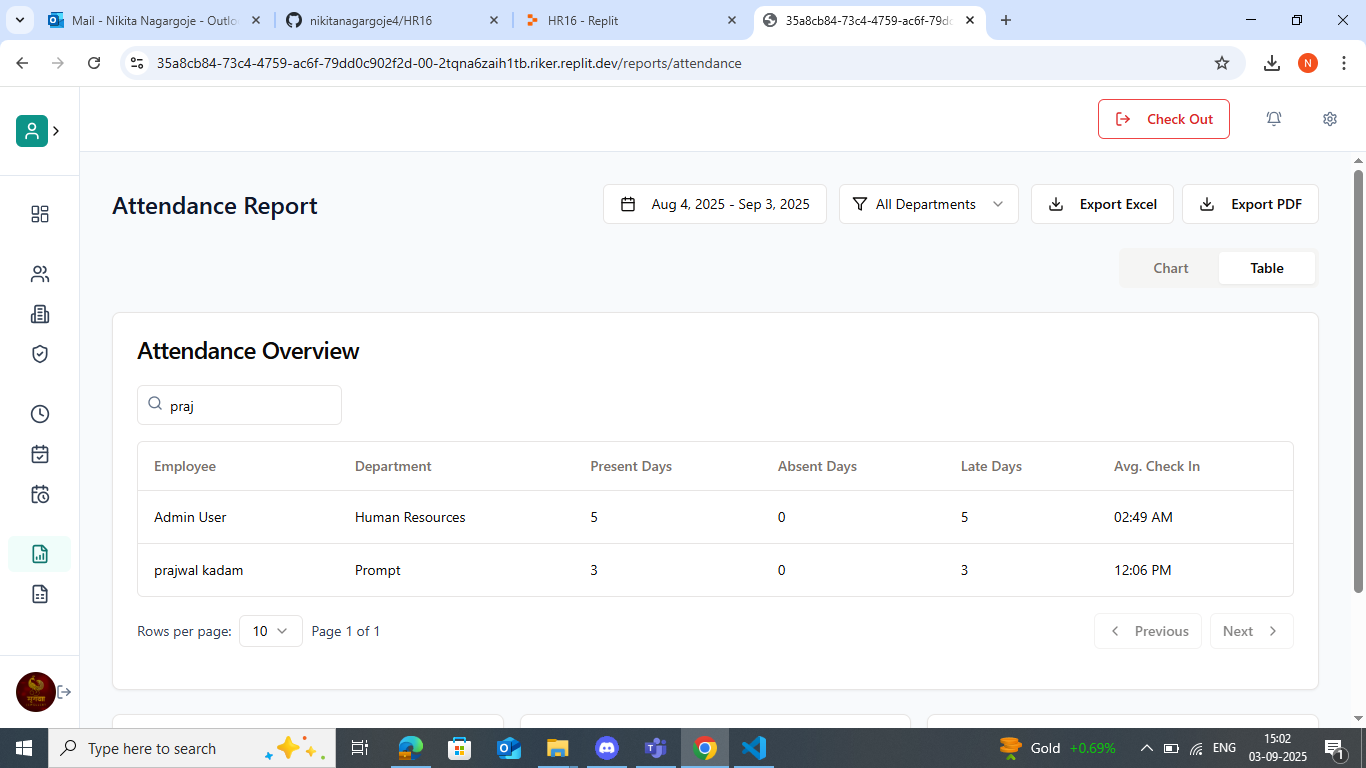 Mail - Nikita Nagargoje - Outlo
nikitanagargoje4/HR16
HR16 - Replit
35a8cb84-73c4-4759-ac6f-79dd
35a8cb84-73c4-4759-ac6f-79dd0c902f2d-00-2tqna6zaih1tb.riker.replit.dev/reports/attendance
N
Check Out
Attendance Report
Aug 4, 2025 - Sep 3, 2025
All Departments
Export Excel
Export PDF
Chart
Table
Attendance Overview
praj
Employee Department Present Days Absent Days Late Days Avg. Check In
Admin User Human Resources 5 0 5 02:49 AM
prajwal kadam Prompt 3 0 3 12:06 PM
Rows per page: 10 Page 1 of 1
Previous
Next
Type here to search
Gold +0.69%
ENG
15:02
03-09-2025
1